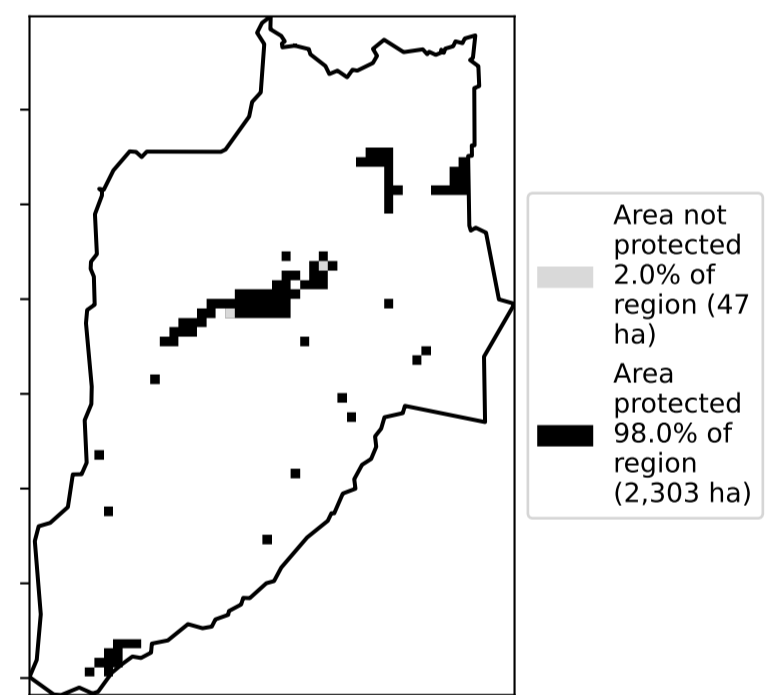 Area not
protected
2.0% of
region (47
ha)
Area
protected
98.0% of
region
(2,303 ha)